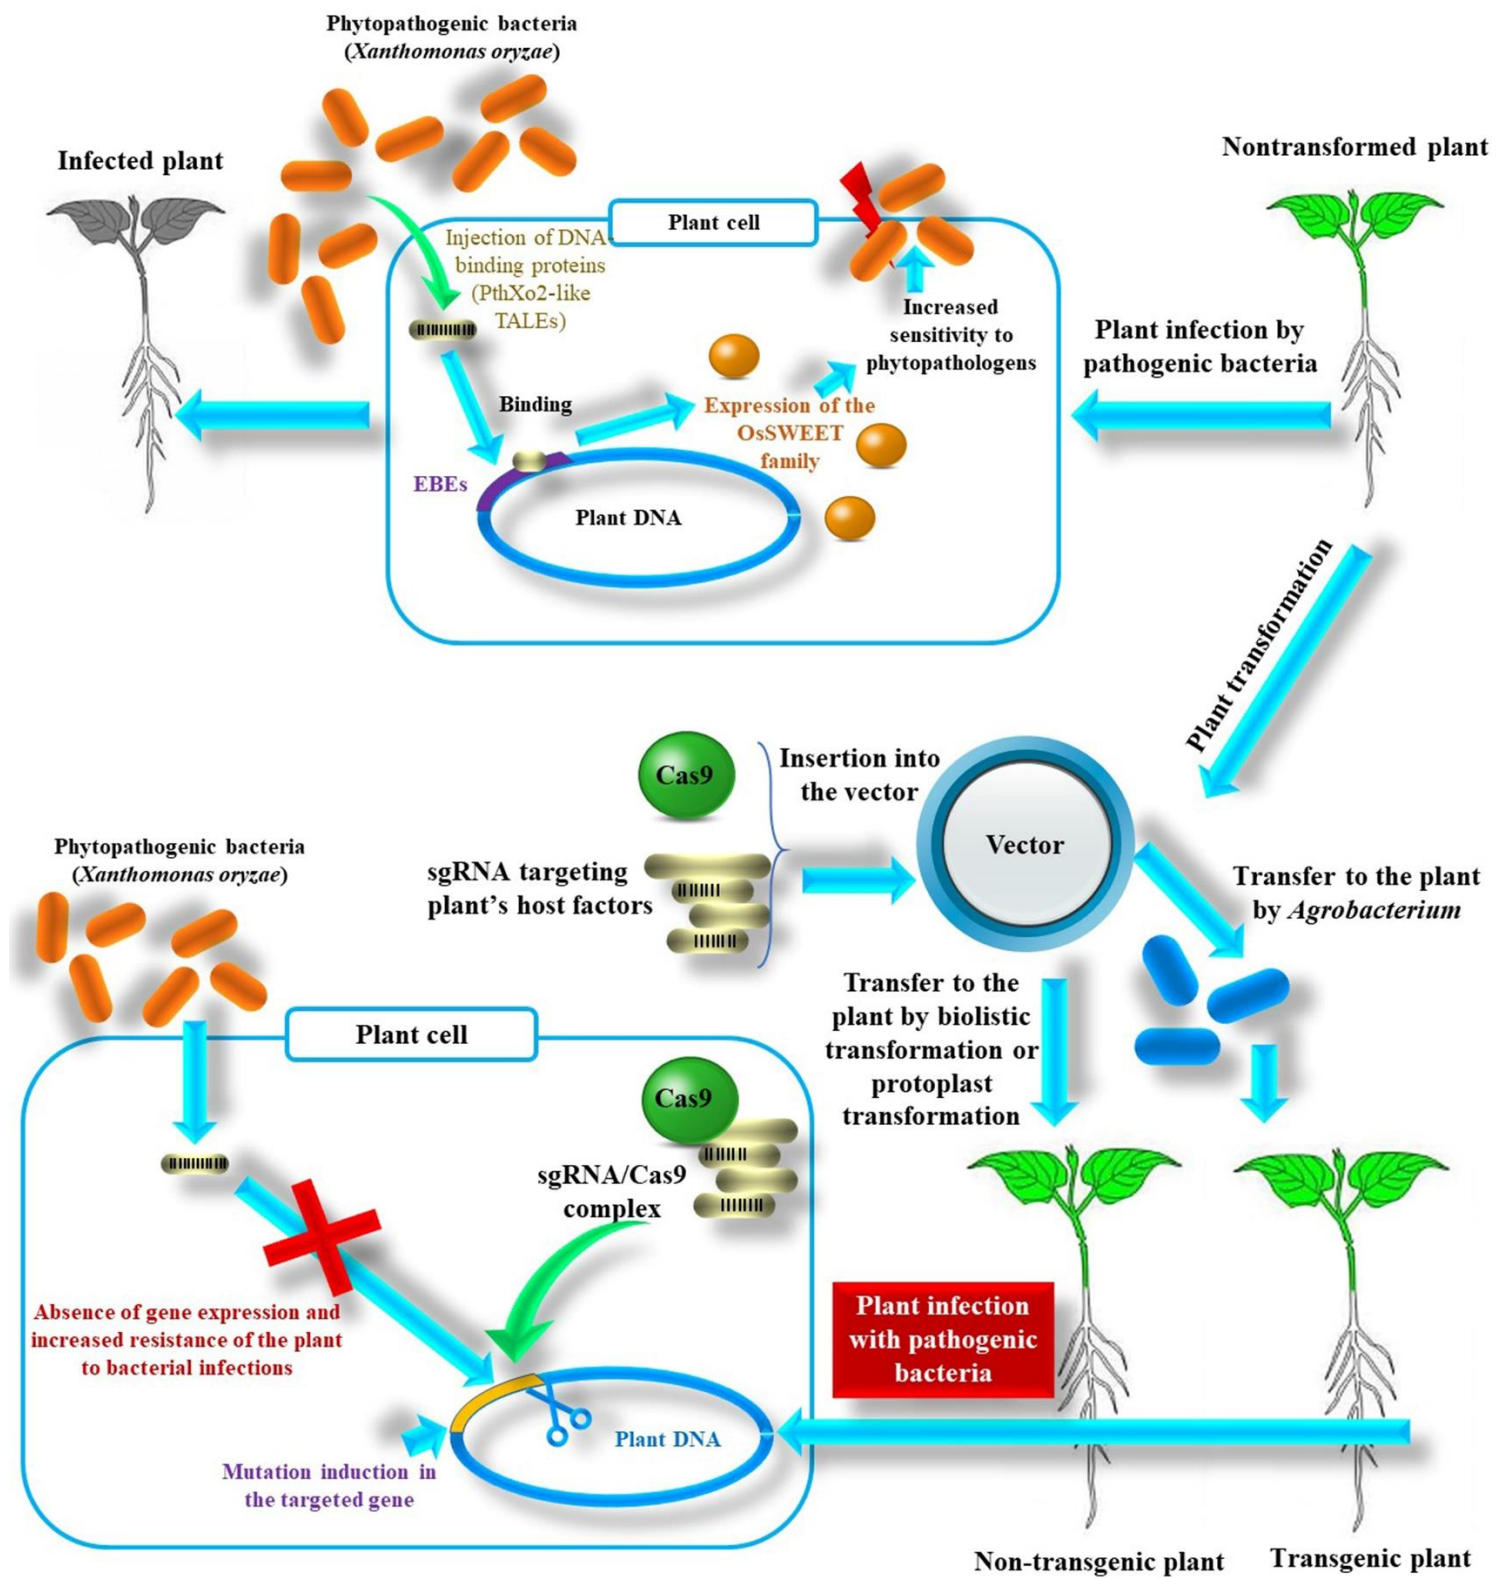 Phytopathogenic bacteria
(Xanthomonas oryzae)
Infected plant
Nontransformed plant
Plant cell
Injection of DNA-
binding proteins
(PthXo2-like
TALEs)
Increased
sensitivity to
phytopathologens
Plant infection by
pathogenic bacteria
Binding
Expression of the
OsSWEET
family
EBEs
Plant DNA
Plant transformation
Cas9
Insertion into
the vector
Vector
sgRNA targeting
plant's host factors
Transfer to the plant
by Agrobacterium
Transfer to the
plant by biolistic
transformation or
protoplast
transformation
Phytopathogenic bacteria
(Xanthomonas oryzae)
Plant cell
Cas9
sgRNA/Cas9
complex
Absence of gene expression and
increased resistance of the plant
to bacterial infections
Plant infection
with pathogenic
bacteria
Plant DNA
Mutation induction in
the targeted gene
Non-transgenic plant
Transgenic plant